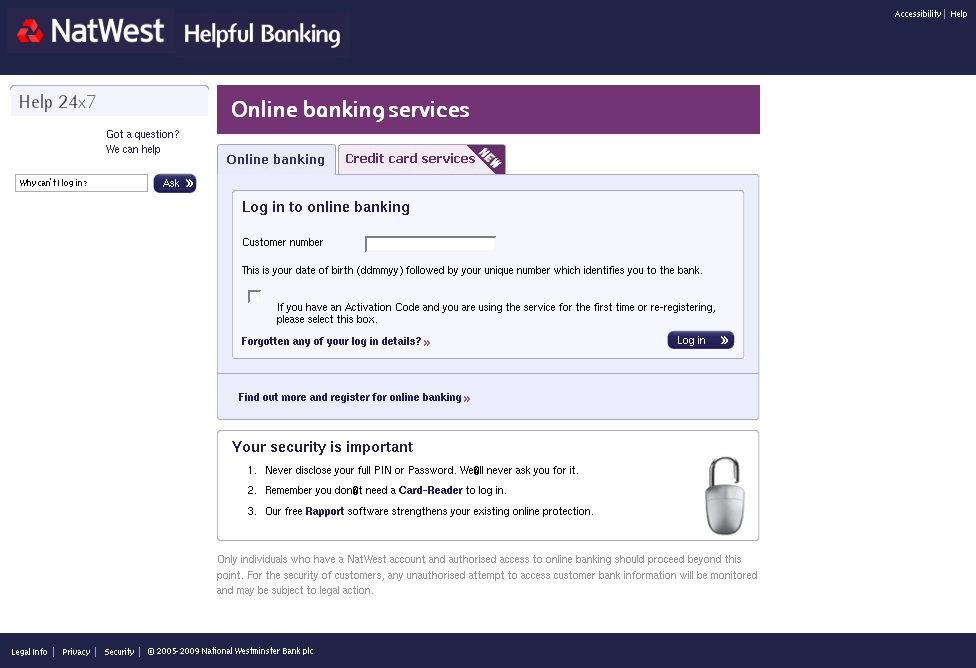 NatWest Helpful Banking
Accessibility | Help
Help 24x7
Got a question?
We can help
Why can't I log in?
Ask »
Online banking services
Online banking
Credit card services
NEW
Log in to online banking
Customer number
This is your date of birth (ddmmyy) followed by your unique number which identifies you to the bank.
If you have an Activation Code and you are using the service for the first time or re-registering,
please select this box.
Forgotten any of your log in details? »
Log in »
Find out more and register for online banking »
Your security is important
1. Never disclose your full PIN or Password. We�ll never ask you for it.
2. Remember you don�t need a Card-Reader to log in.
3. Our free Rapport software strengthens your existing online protection.
Only individuals who have a NatWest account and authorised access to online banking should proceed beyond this
point. For the security of customers, any unauthorised attempt to access customer bank information will be monitored
and may be subject to legal action.
Legal Info | Privacy | Security | © 2005-2009 National Westminster Bank plc